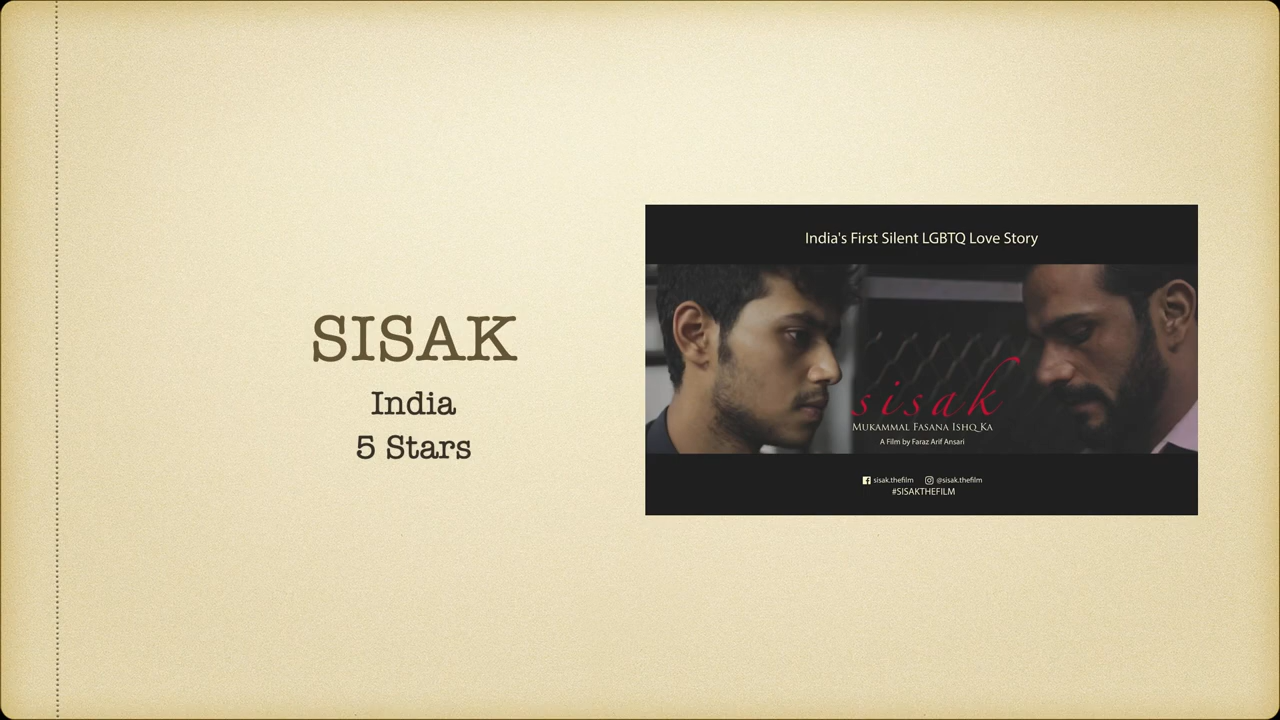 SISAK
India
5 Stars
India's First Silent LGBTQ Love Story
sisak
Mukammal Fasana Ishq Ka
A Film by Faraz Arif Ansari
sisak.thefilm @sisak.thefilm
#SISAKTHEFILM